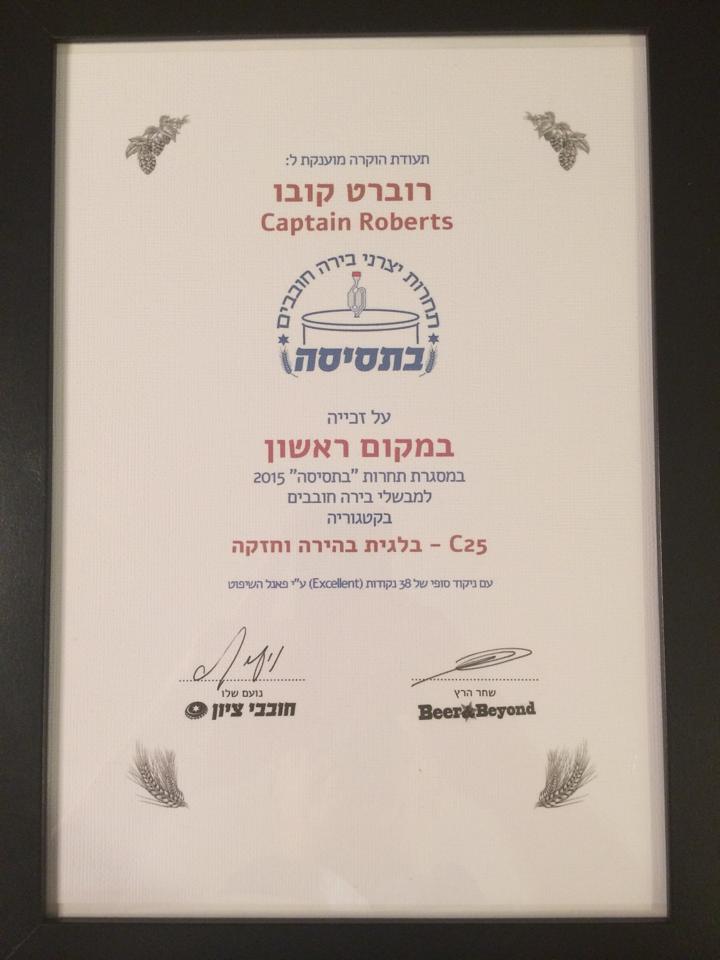 תעודת הוקרה מוענקת ל:
רוברט קובו
Captain Roberts
תחרות יצרני בירה חובבים
בתסיסה
על זכייה
במקום ראשון
במסגרת תחרות "בתסיסה" 2015
למבשלי בירה חובבים
בקטגוריה
C25 – בלגית בהירה וחזקה
עם ניקוד סופי של 38 נקודות (Excellent) ע"י פאנל השיפוט
שחר הרץ
Beer&Beyond
נועם שלו
חובבי ציון